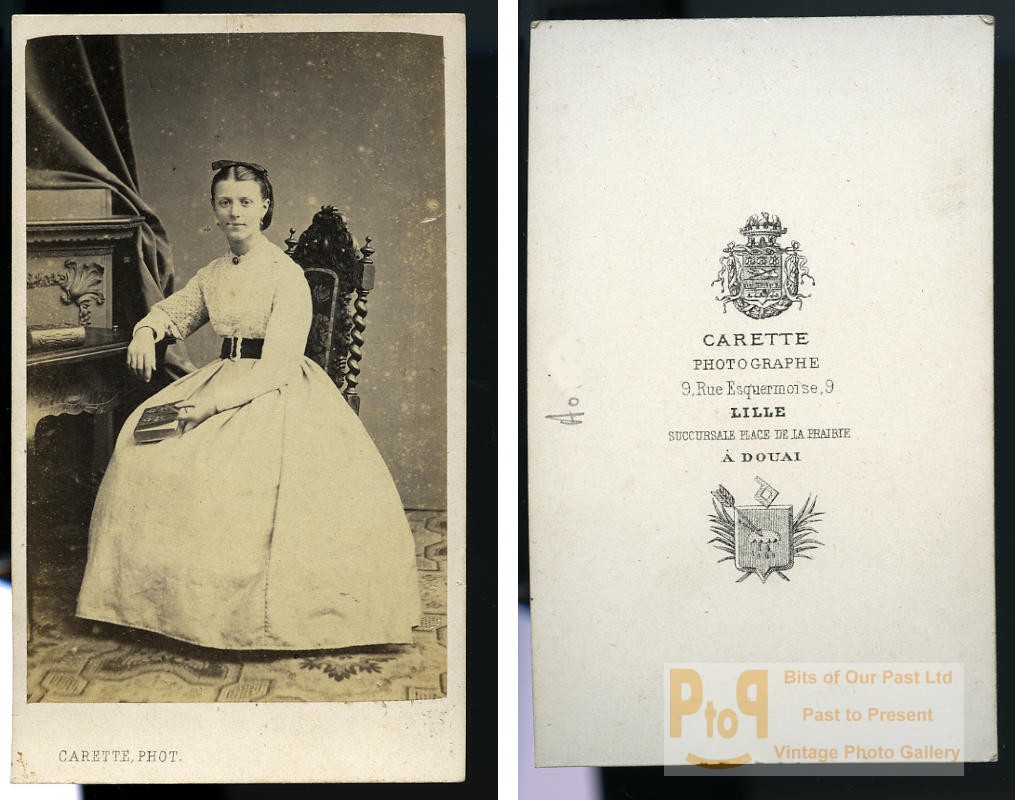 CARETTE, PHOT.
CARETTE
PHOTOGRAPHE
9, Rue Esquermoise, 9
LILLE
SUCCURSALE PLACE DE LA PRAIRIE
À DOUAI
PtoP
Bits of Our Past Ltd
Past to Present
Vintage Photo Gallery